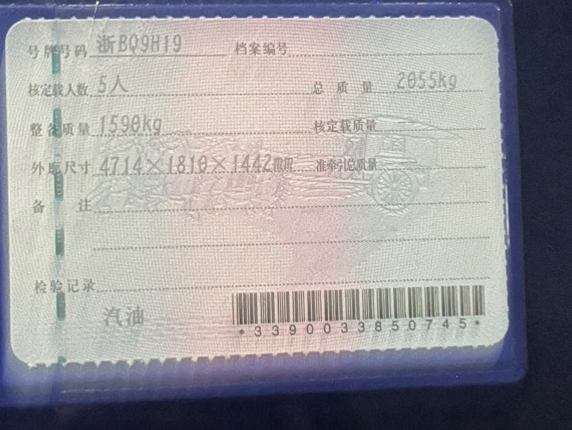 号牌号码 浙BQ9H19 档案编号
核定载人数 5人 总质量 2055kg
整备质量 1590kg 核定载质量
外廓尺寸 4714×1810×1442mm 准牵引总质量
备注
检验记录
汽油
*3390033850745*